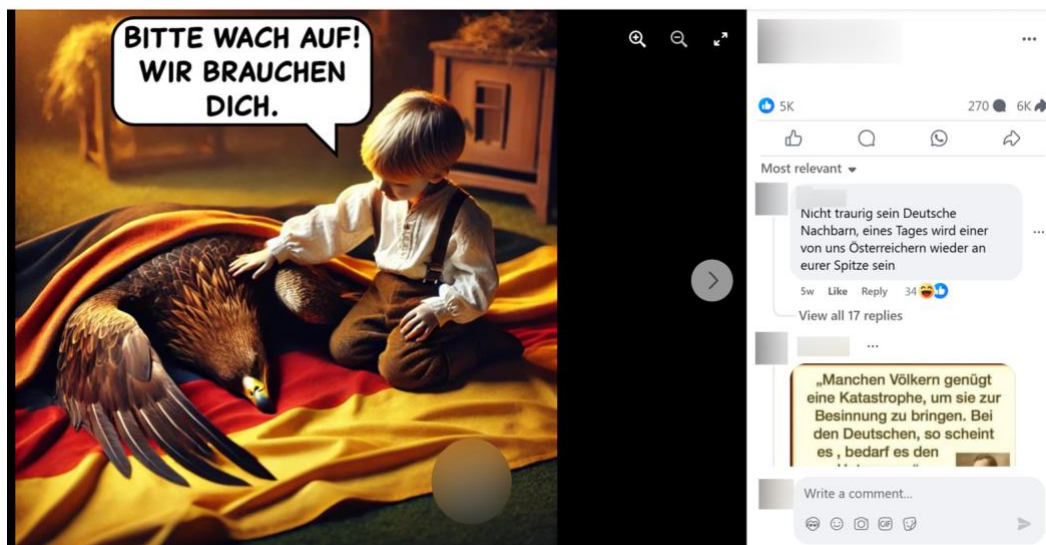 BITTE WACH AUF!
WIR BRAUCHEN
DICH.
5K
270
6K
Most relevant
Nicht traurig sein Deutsche
Nachbarn, eines Tages wird einer
von uns Österreichern wieder an
eurer Spitze sein
5w Like Reply 34
View all 17 replies
„Manchen Völkern genügt
eine Katastrophe, um sie zur
Besinnung zu bringen. Bei
den Deutschen, so scheint
es , bedarf es den
Write a comment...
GIF